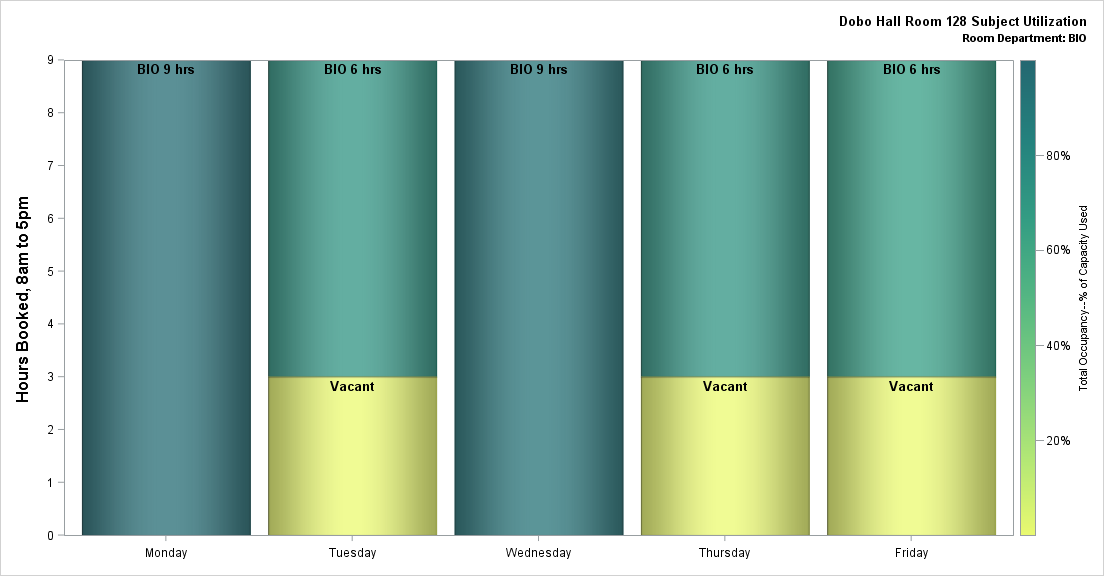 Dobo Hall Room 128 Subject Utilization
Room Department: BIO
Hours Booked, 8am to 5pm
9
8
7
6
5
4
3
2
1
0
BIO 9 hrs
BIO 6 hrs
BIO 9 hrs
BIO 6 hrs
BIO 6 hrs
Vacant
Vacant
Vacant
Monday
Tuesday
Wednesday
Thursday
Friday
80%
60%
40%
20%
Total Occupancy--% of Capacity Used